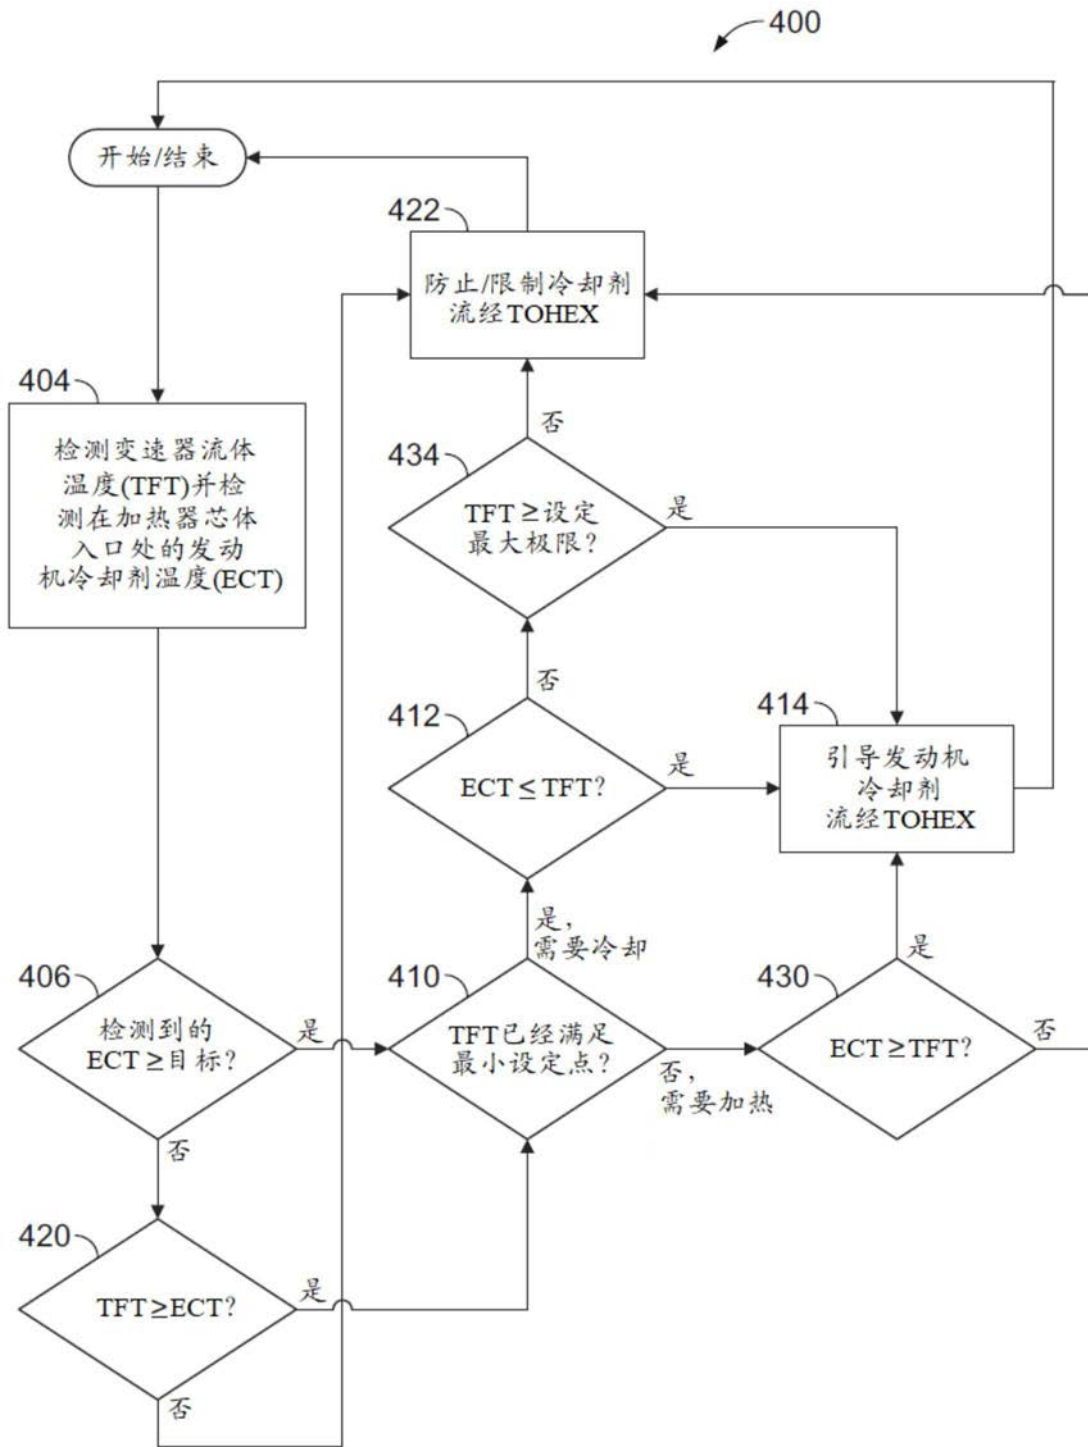 400
开始/结束
422
防止/限制冷却剂
流经TOHEX
404
检测变速器流体
温度(TFT)并检
测在加热器芯体
入口处的发动
机冷却剂温度(ECT)
否
434
TFT≥设定
最大极限?
是
否
412
ECT≤TFT?
是
414
引导发动机
冷却剂
流经TOHEX
是,
需要冷却
406
检测到的
ECT≥目标?
是
410
TFT已经满足
最小设定点?
否,
需要加热
是
430
ECT≥TFT?
否
否
420
TFT≥ECT?
是
否